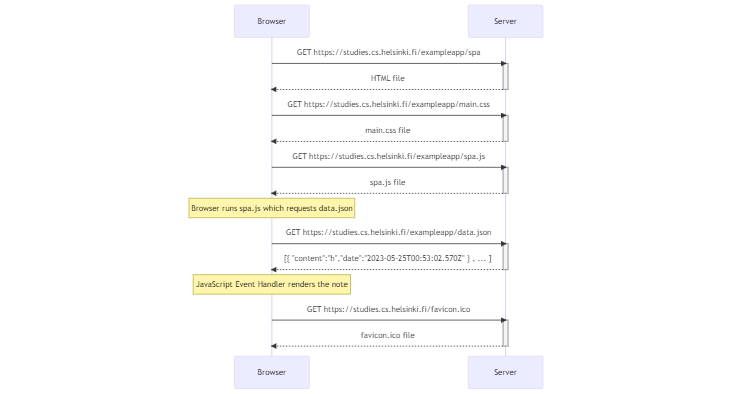 Browser
Server
GET https://studies.cs.helsinki.fi/exampleapp/spa
HTML file
GET https://studies.cs.helsinki.fi/exampleapp/main.css
main.css file
GET https://studies.cs.helsinki.fi/exampleapp/spa.js
spa.js file
Browser runs spa.js which requests data.json
GET https://studies.cs.helsinki.fi/exampleapp/data.json
[{ "content":"h","date":"2023-05-25T00:53:02.570Z" } , ... ]
JavaScript Event Handler renders the note
GET https://studies.cs.helsinki.fi/favicon.ico
favicon.ico file
Browser
Server